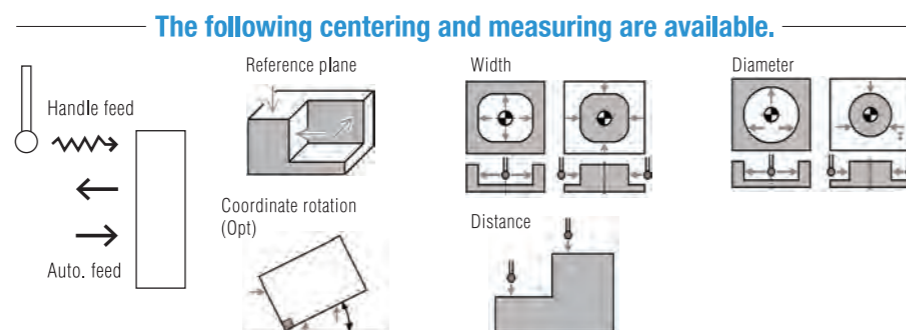 The following centering and measuring are available.
Handle feed
Auto. feed
Reference plane
Width
Diameter
Coordinate rotation
(Opt)
Distance